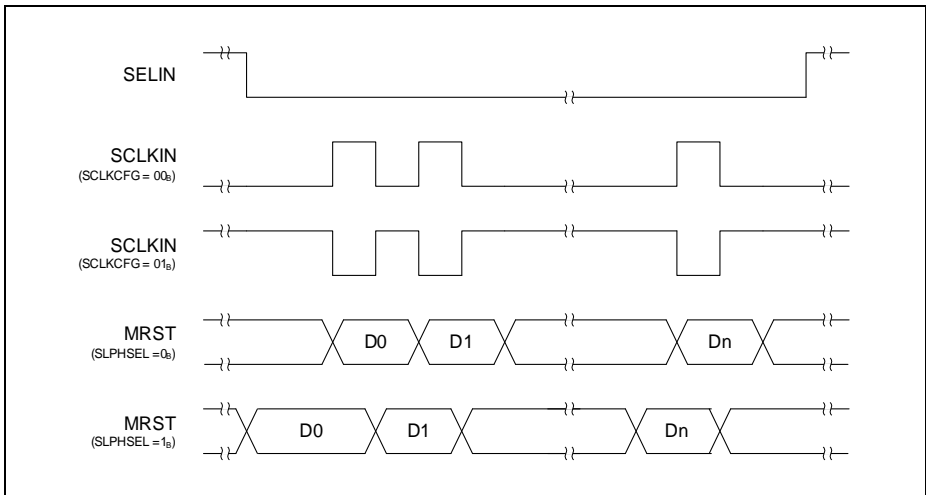 SELIN
SCLKIN
(SCLKCFG = 00B)
SCLKIN
(SCLKCFG = 01B)
MRST
(SLPHSEL =0B)
D0 D1 Dn
MRST
(SLPHSEL =1B)
D0 D1 Dn